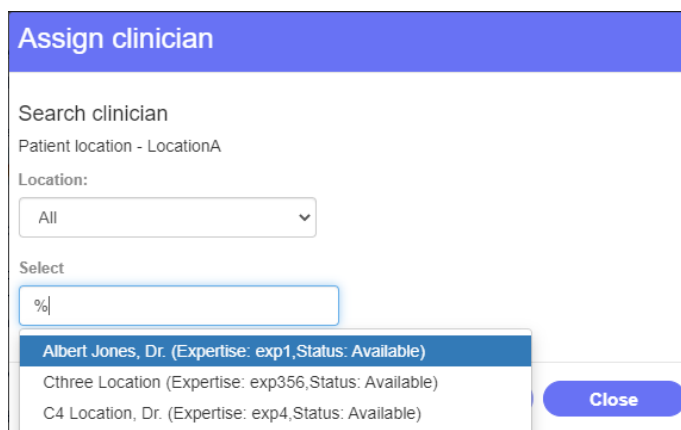 Assign clinician
Search clinician
Patient location - LocationA
Location:
All
Select
%
Albert Jones, Dr. (Expertise: exp1,Status: Available)
Cthree Location (Expertise: exp356,Status: Available)
C4 Location, Dr. (Expertise: exp4,Status: Available)
Close